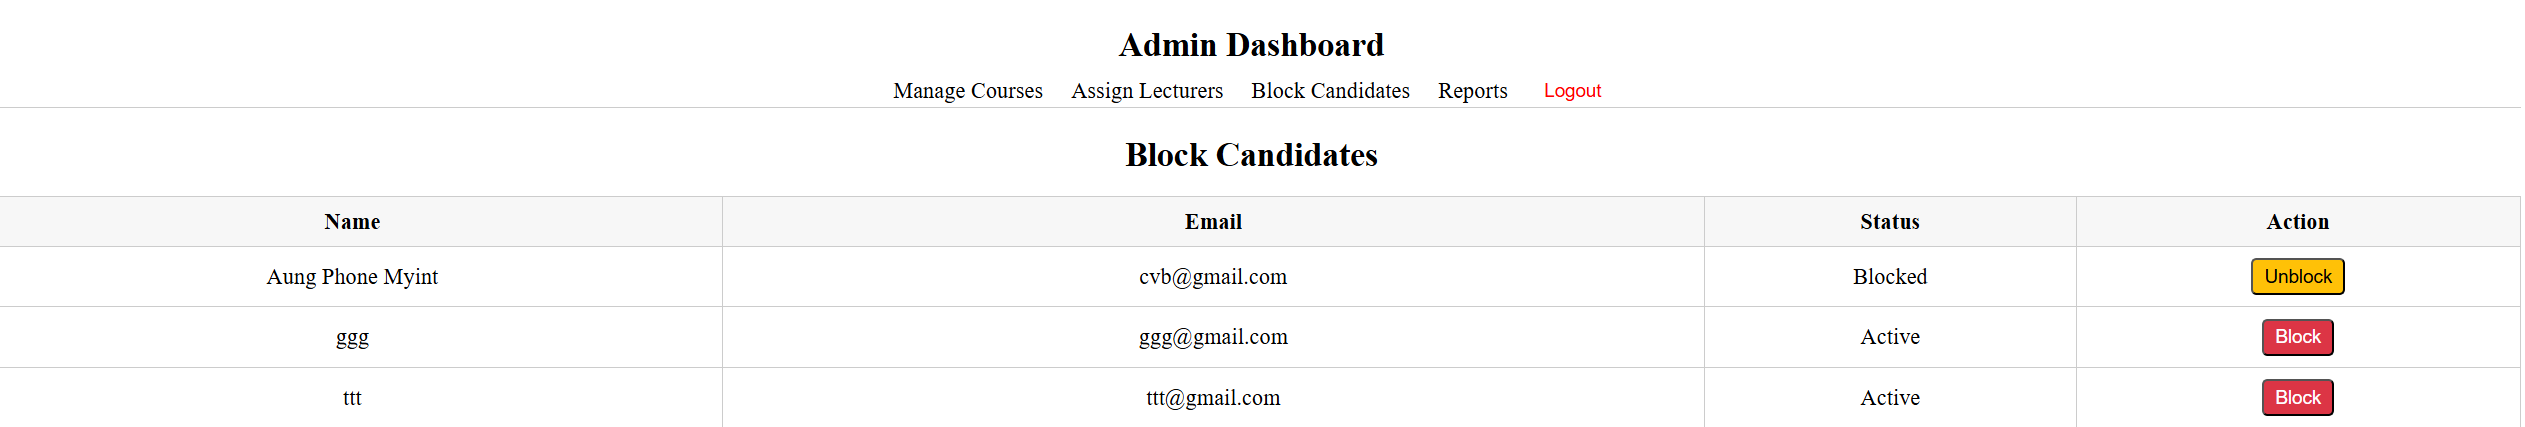 Admin Dashboard
Manage Courses Assign Lecturers Block Candidates Reports Logout
Block Candidates
Name Email Status Action
Aung Phone Myint cvb@gmail.com Blocked Unblock
ggg ggg@gmail.com Active Block
ttt ttt@gmail.com Active Block